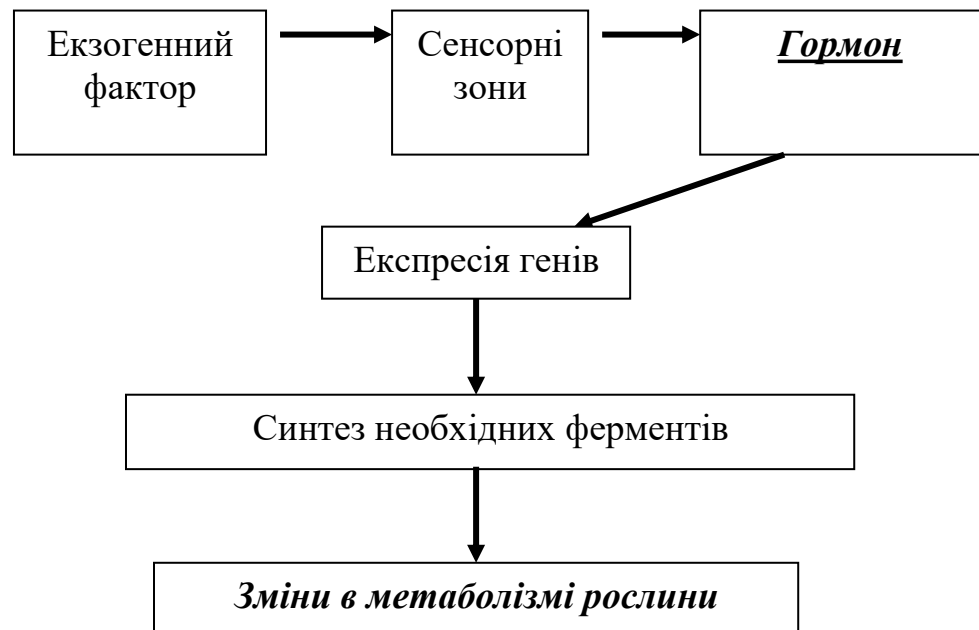 Екзогенний
фактор
Сенсорні
зони
Гормон
Експресія генів
Синтез необхідних ферментів
Зміни в метаболізмі рослини